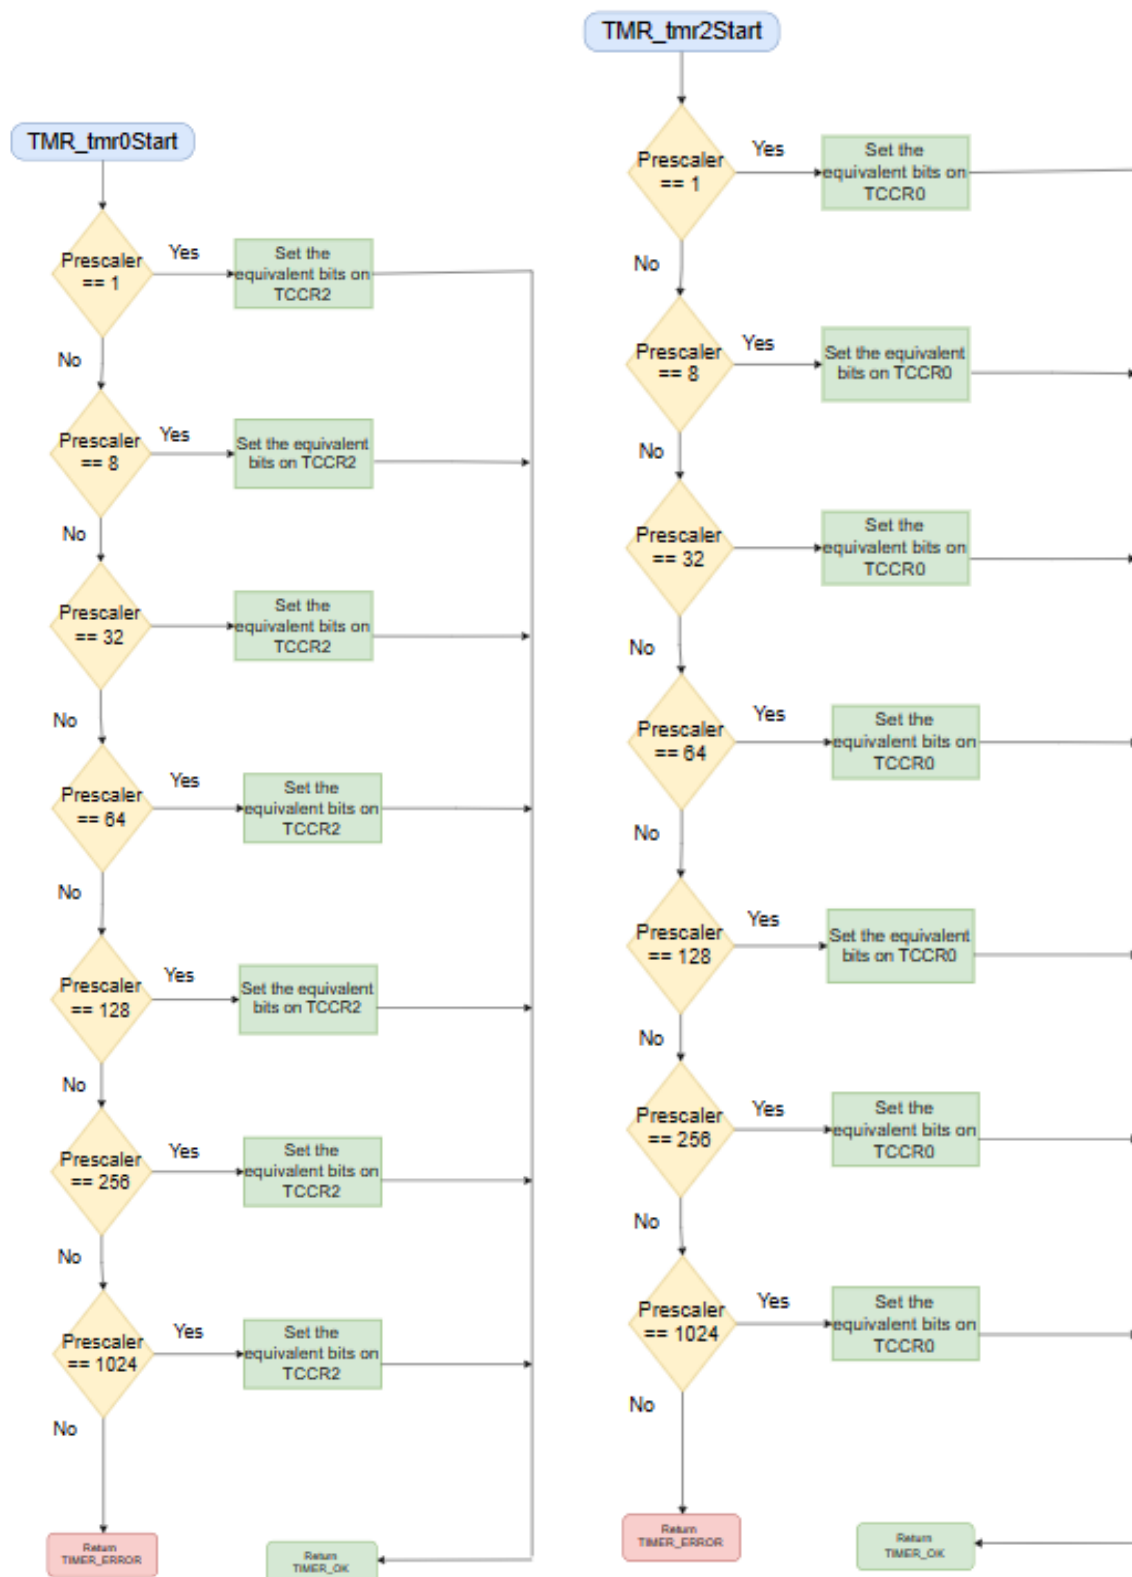 TMR_tmr0Start
Prescaler
== 1
Yes
Set the
equivalent bits on
TCCR2
No
Prescaler
== 8
Yes
Set the equivalent
bits on TCCR2
No
Prescaler
== 32
Set the
equivalent bits on
TCCR2
No
Prescaler
== 64
Yes
Set the
equivalent bits on
TCCR2
No
Prescaler
== 128
Yes
Set the equivalent
bits on TCCR2
No
Prescaler
== 256
Yes
Set the
equivalent bits on
TCCR2
No
Prescaler
== 1024
Yes
Set the
equivalent bits on
TCCR2
No
Return
TIMER_ERROR
Return
TIMER_OK
TMR_tmr2Start
Prescaler
== 1
Yes
Set the
equivalent bits on
TCCR0
No
Prescaler
== 8
Yes
Set the equivalent
bits on TCCR0
No
Prescaler
== 32
Set the
equivalent bits on
TCCR0
No
Prescaler
== 64
Yes
Set the
equivalent bits on
TCCR0
No
Prescaler
== 128
Yes
Set the equivalent
bits on TCCR0
No
Prescaler
== 256
Yes
Set the
equivalent bits on
TCCR0
No
Prescaler
== 1024
Yes
Set the
equivalent bits on
TCCR0
No
Return
TIMER_ERROR
Return
TIMER_OK